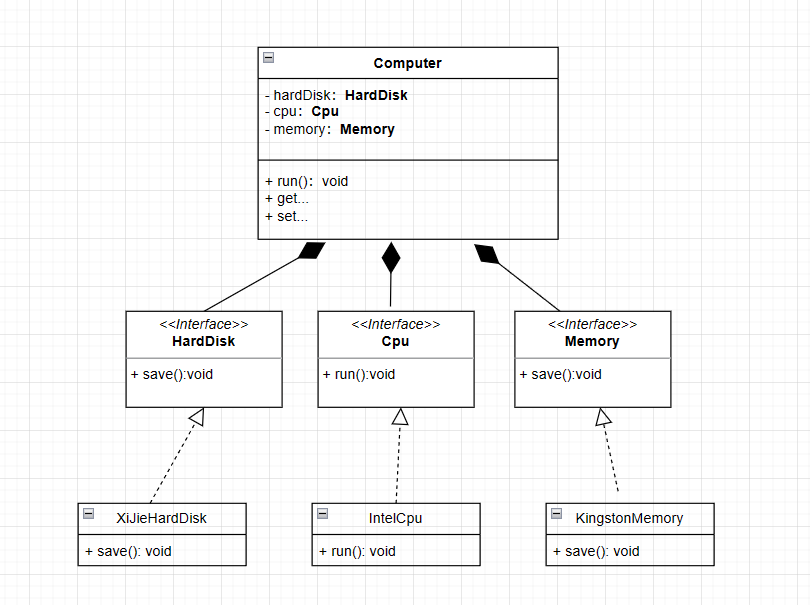 Computer
- hardDisk: HardDisk
- cpu: Cpu
- memory: Memory
+ run(): void
+ get...
+ set...
<<Interface>>
HardDisk
+ save():void
<<Interface>>
Cpu
+ run():void
<<Interface>>
Memory
+ save():void
XiJieHardDisk
+ save(): void
IntelCpu
+ run(): void
KingstonMemory
+ save(): void